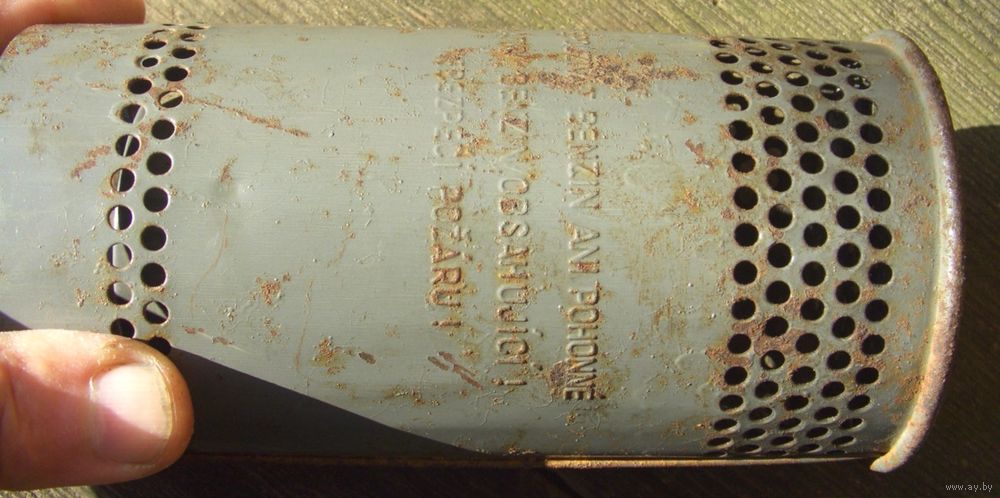 BENZIN ANI POHONNÉ
OBSAHUJÍCÍ !
POŽÁRU !
www.ay.by